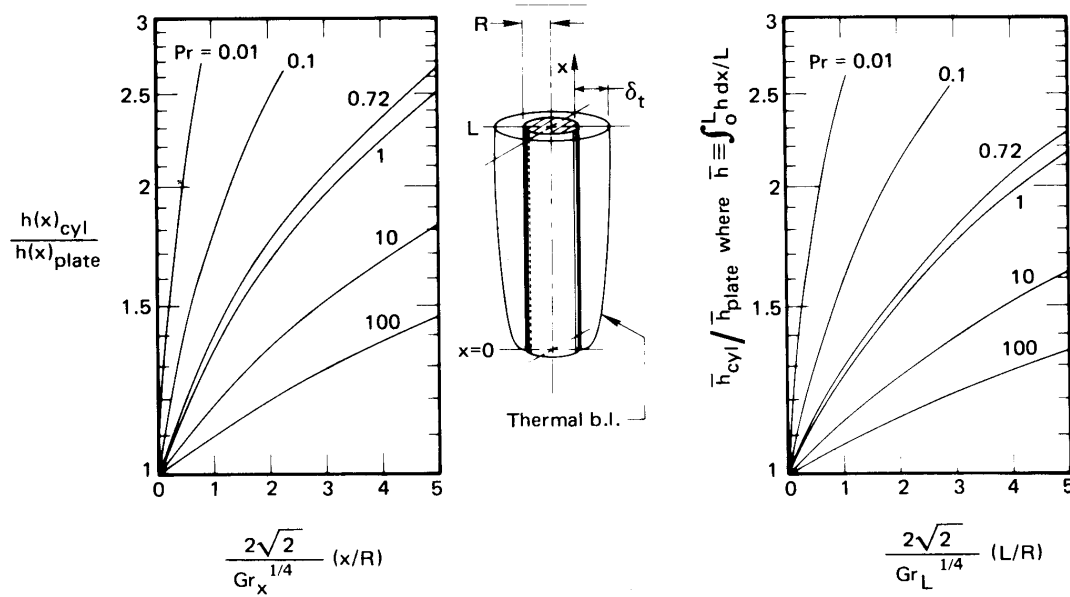 3
2.5
2
1.5
1
h(x)cyl
h(x)plate
Pr = 0.01
0.1
0.72
1
10
100
0 1 2 3 4 5
2√2
Grx^1/4 (x/R)
R
x
δt
L
x=0
Thermal b.l.
3
2.5
2
1.5
1
h̅cyl / h̅plate where h̅ ≡ ∫₀ᴸ h dx/L
Pr = 0.01
0.1
0.72
1
10
100
0 1 2 3 4 5
2√2
GrL^1/4 (L/R)